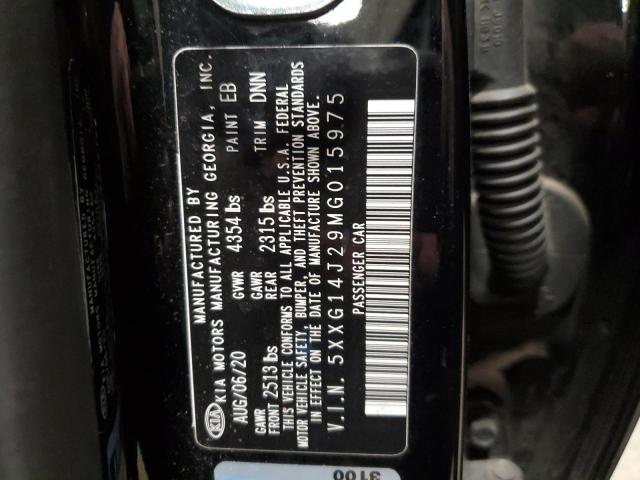 MANUFACTURED BY
KIA KIA MOTORS MANUFACTURING GEORGIA, INC.
AUG/06/20 GVWR 4354 lbs PAINT EB
GAWR FRONT 2513 lbs GAWR REAR 2315 lbs TRIM DNN
THIS VEHICLE CONFORMS TO ALL APPLICABLE U.S.A. FEDERAL
MOTOR VEHICLE SAFETY, BUMPER, AND THEFT PREVENTION STANDARDS
IN EFFECT ON THE DATE OF MANUFACTURE SHOWN ABOVE.
V.I.N. 5XXG14J29MG015975
PASSENGER CAR
3100